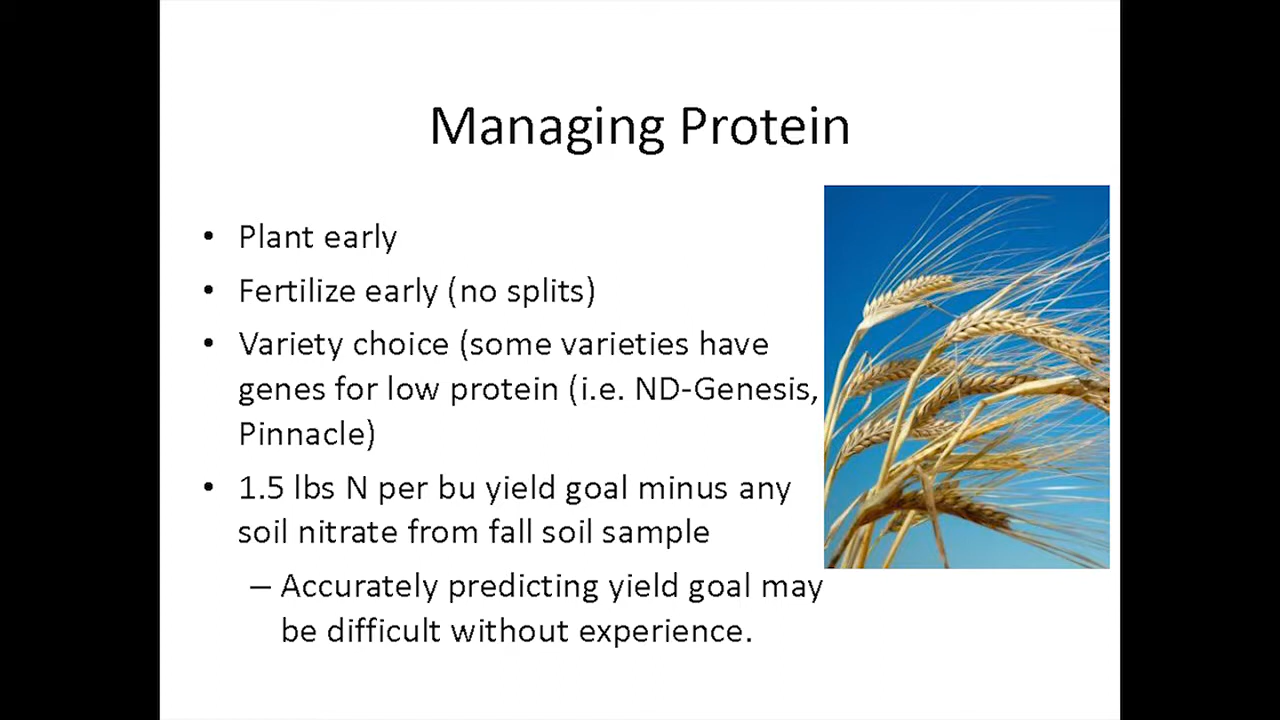 Managing Protein
• Plant early
• Fertilize early (no splits)
• Variety choice (some varieties have
genes for low protein (i.e. ND-Genesis,
Pinnacle)
• 1.5 lbs N per bu yield goal minus any
soil nitrate from fall soil sample
– Accurately predicting yield goal may
be difficult without experience.